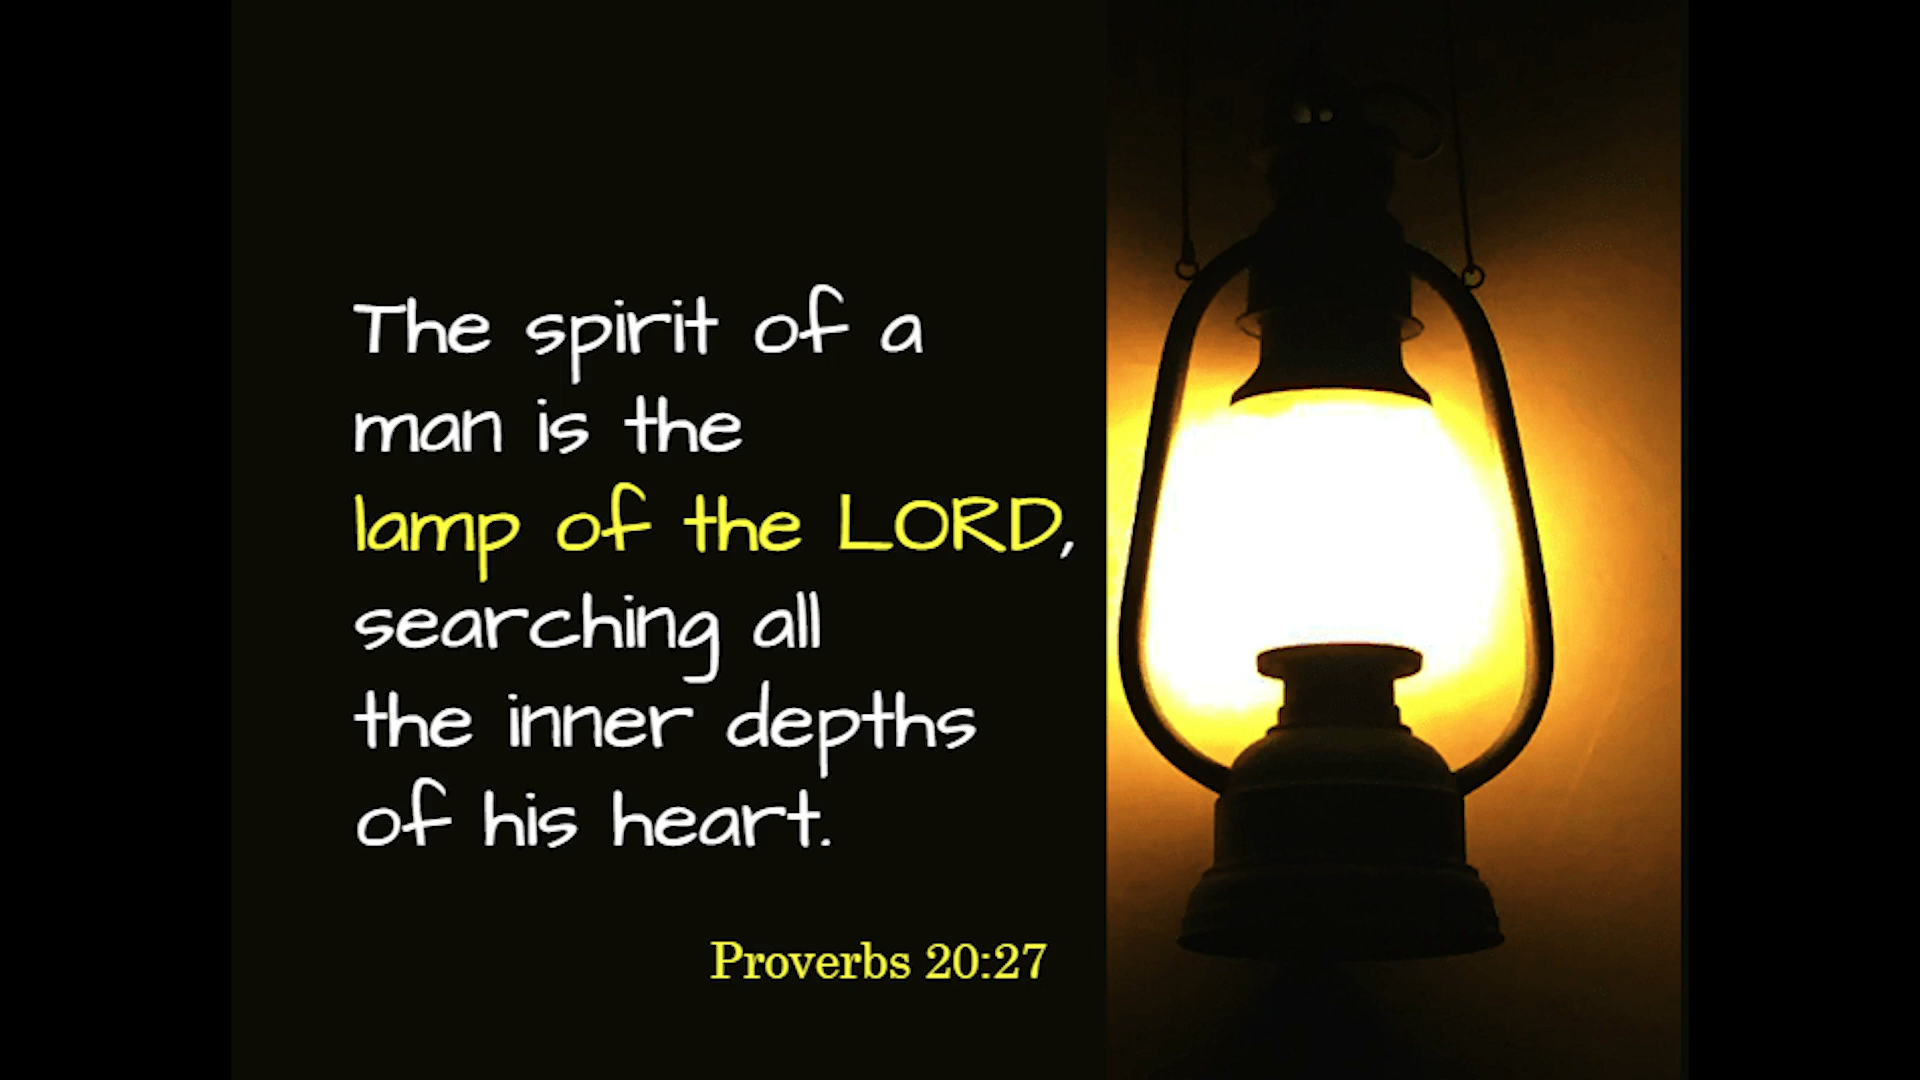 The spirit of a
man is the
lamp of the LORD,
searching all
the inner depths
of his heart.
Proverbs 20:27